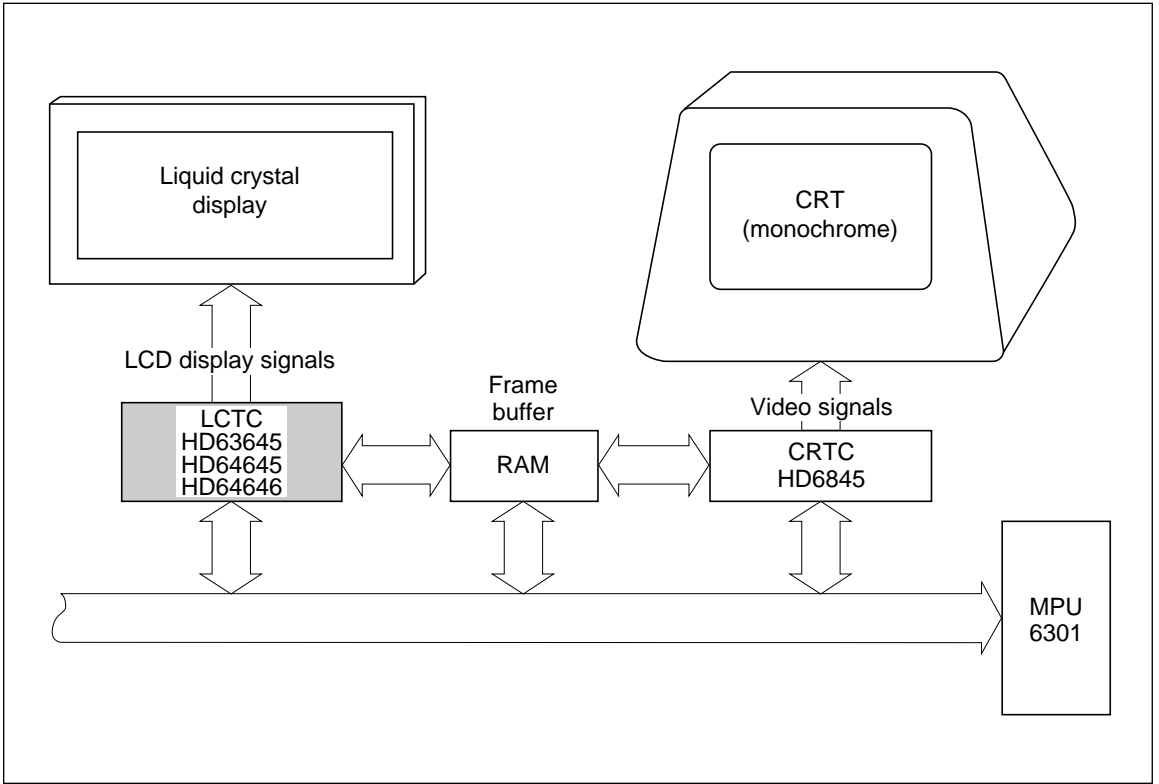 Liquid crystal
display
CRT
(monochrome)
LCD display signals
Frame
buffer
Video signals
LCTC
HD63645
HD64645
HD64646
RAM
CRTC
HD6845
MPU
6301